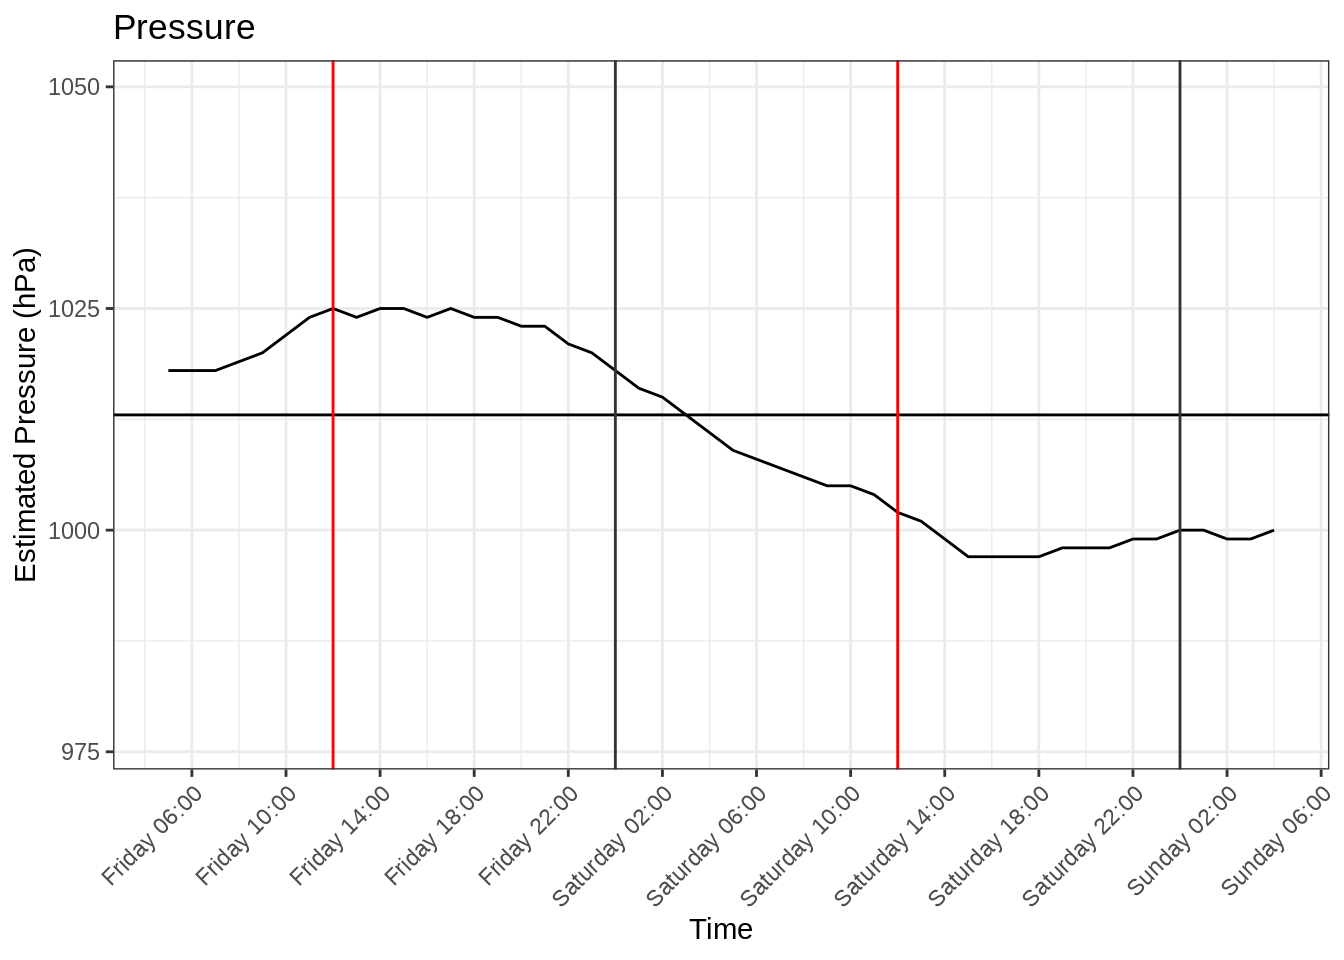 Pressure
Estimated Pressure (hPa)
1050
1025
1000
975
Friday 06:00
Friday 10:00
Friday 14:00
Friday 18:00
Friday 22:00
Saturday 02:00
Saturday 06:00
Saturday 10:00
Saturday 14:00
Saturday 18:00
Saturday 22:00
Sunday 02:00
Sunday 06:00
Time